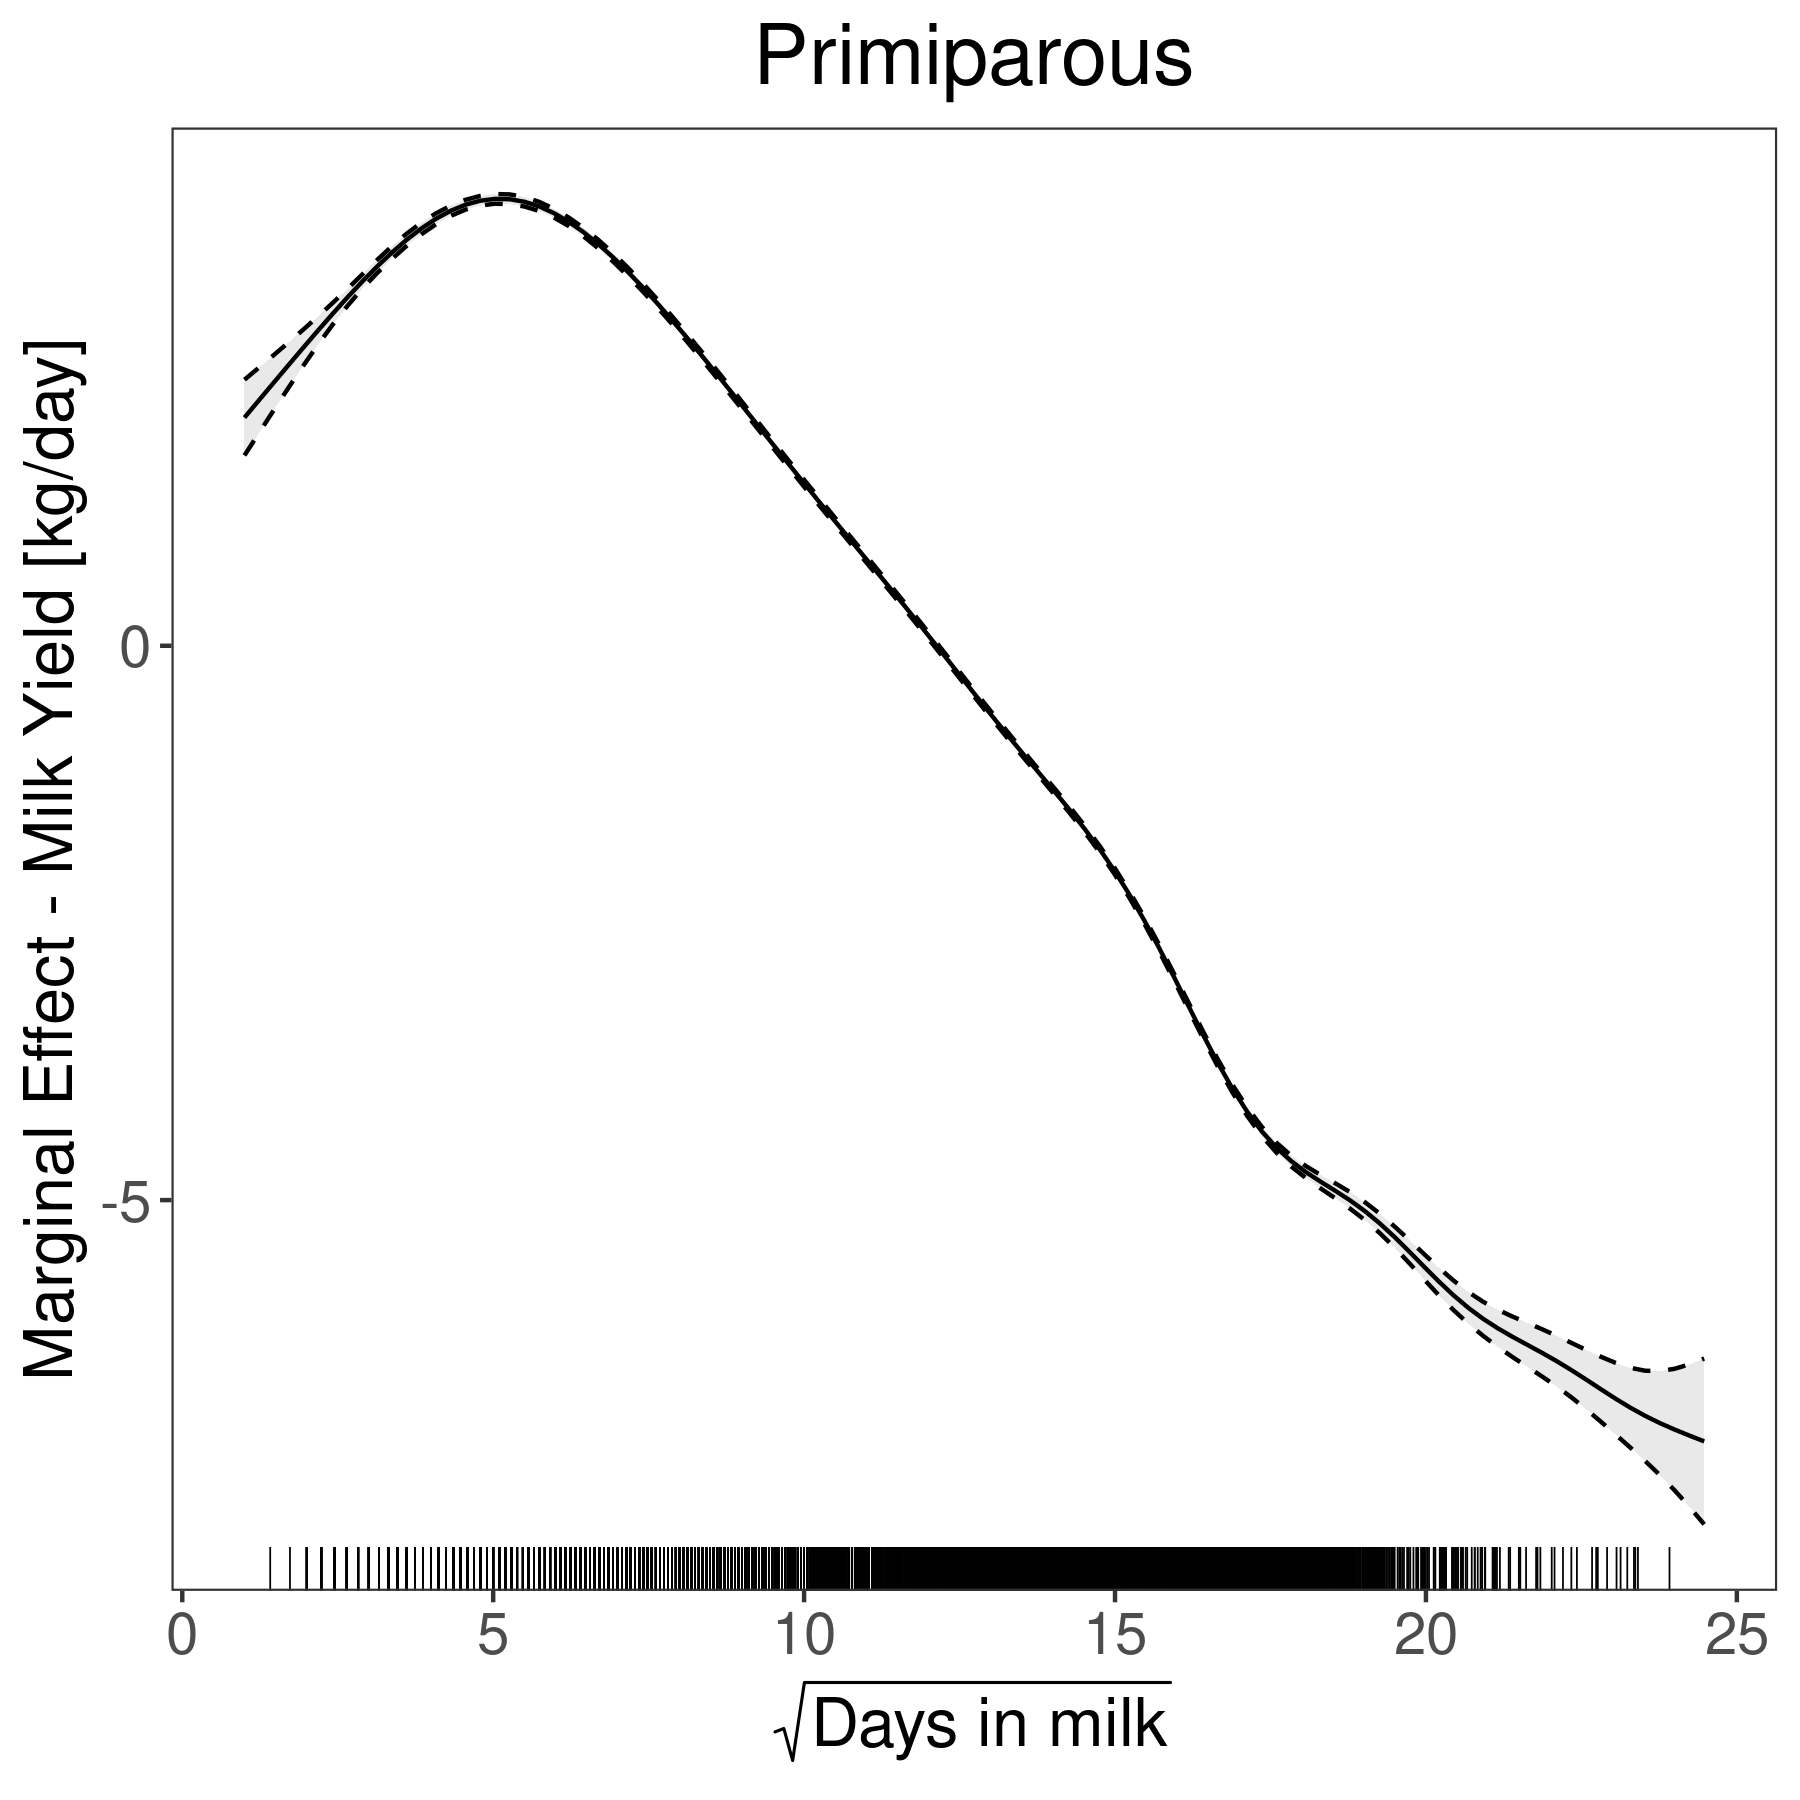 Primiparous
Marginal Effect - Milk Yield [kg/day]
0
-5
0 5 10 15 20 25
√Days in milk